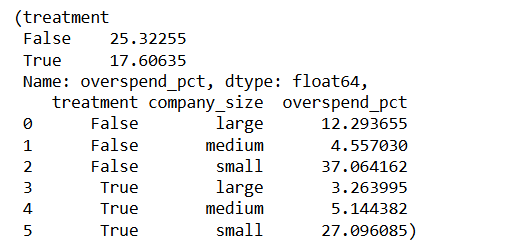 (treatment
False 25.32255
True 17.60635
Name: overspend_pct, dtype: float64,
treatment company_size overspend_pct
0 False large 12.293655
1 False medium 4.557030
2 False small 37.064162
3 True large 3.263995
4 True medium 5.144382
5 True small 27.096085)